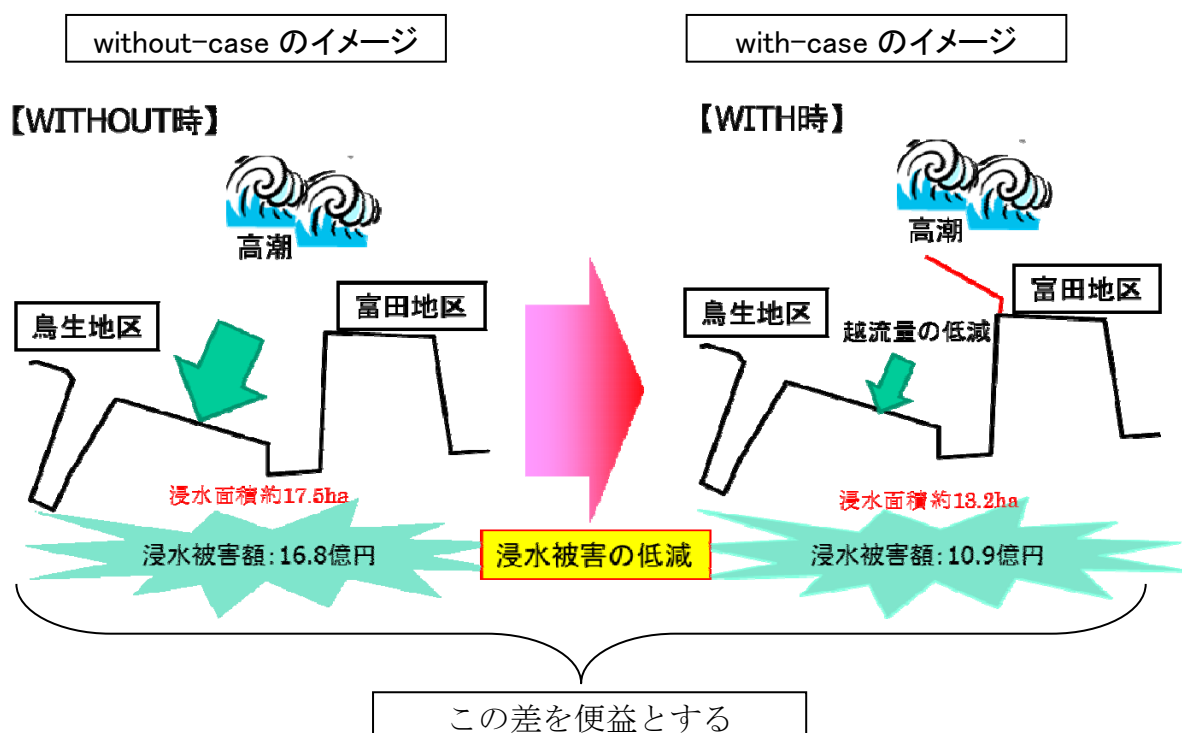 without-case のイメージ
with-case のイメージ
【WITHOUT時】
【WITH時】
高潮
高潮
鳥生地区
富田地区
鳥生地区
富田地区
越流量の低減
浸水面積約17.5ha
浸水面積約13.2ha
浸水被害額：16.8億円
浸水被害の低減
浸水被害額：10.9億円
この差を便益とする